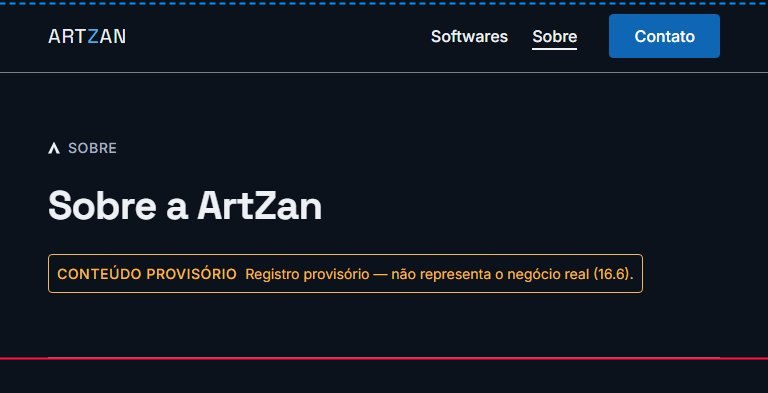 ARTZAN
Softwares Sobre Contato
SOBRE
Sobre a ArtZan
CONTEÚDO PROVISÓRIO Registro provisório — não representa o negócio real (16.6).